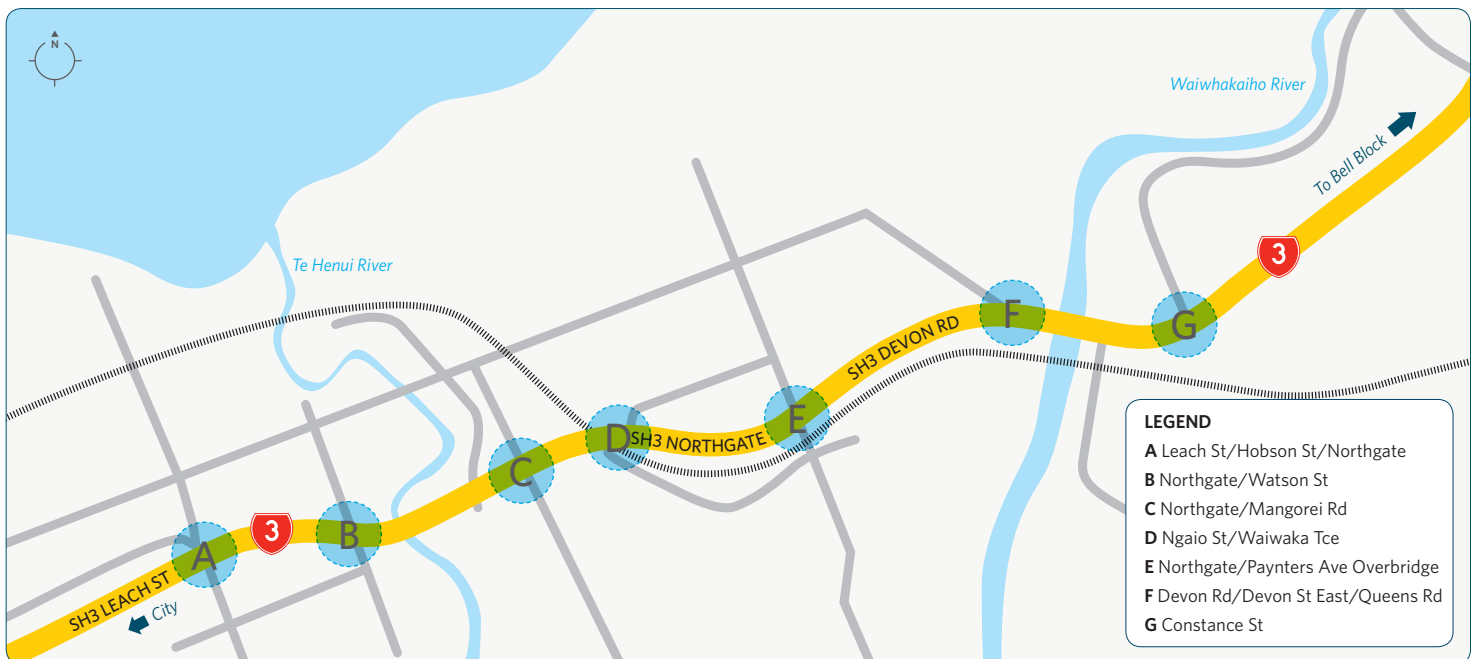 N
Waiwhakaiho River
To Bell Block
3
Te Henui River
F
G
SH3 DEVON RD
E
D
SH3 NORTHGATE
C
3
B
A
SH3 LEACH ST
City
LEGEND
A Leach St/Hobson St/Northgate
B Northgate/Watson St
C Northgate/Mangorei Rd
D Ngaio St/Waiwaka Tce
E Northgate/Paynters Ave Overbridge
F Devon Rd/Devon St East/Queens Rd
G Constance St